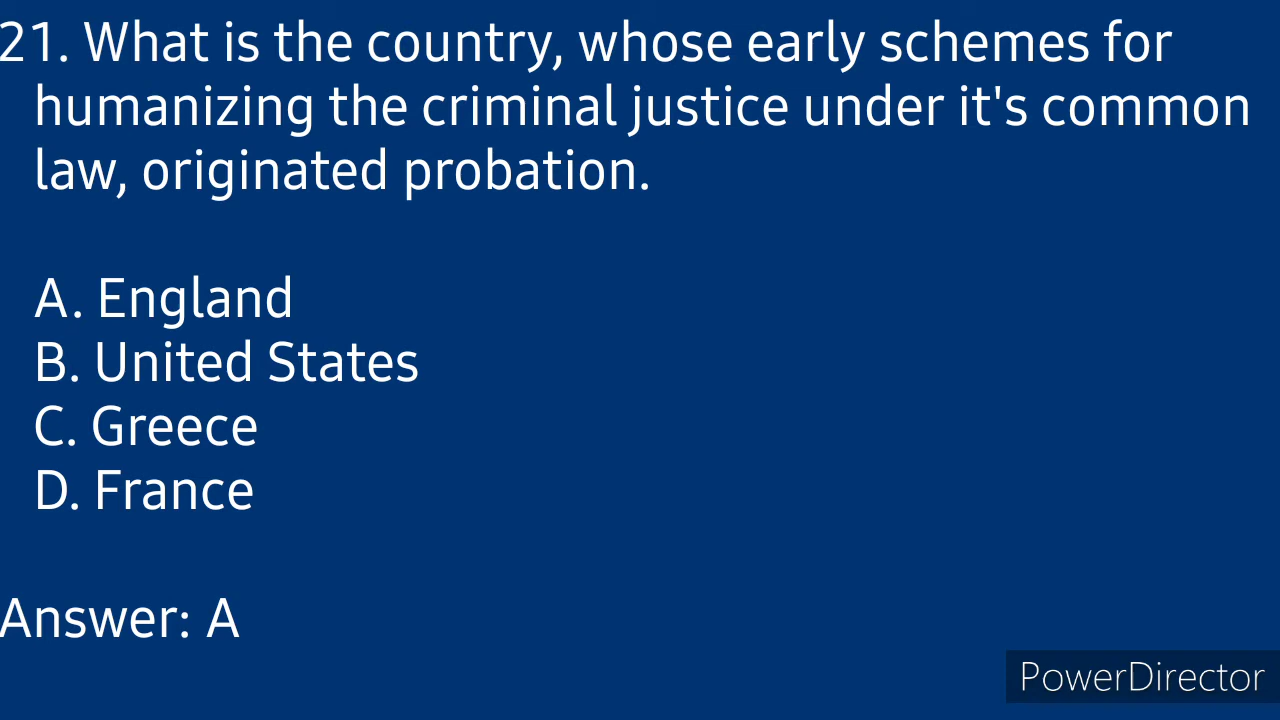 21. What is the country, whose early schemes for
humanizing the criminal justice under it's common
law, originated probation.
A. England
B. United States
C. Greece
D. France
Answer: A
PowerDirector